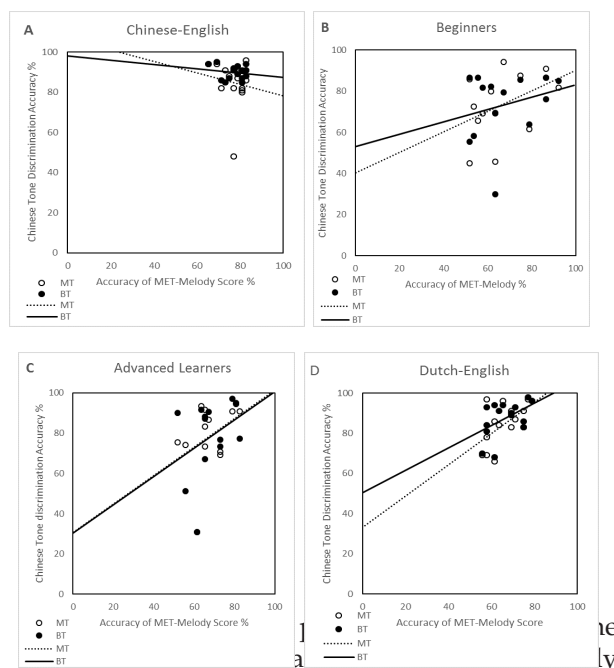 A
Chinese-English
Chinese Tone Discrimination Accuracy %
100
80
60
40
20
0
0 20 40 60 80 100
Accuracy of MET-Melody Score %
MT
BT
MT
BT
B
Beginners
Chinese Tone Discrimination Accuracy
100
80
60
40
20
0
0 20 40 60 80 100
Accuracy of MET-Melody %
MT
BT
MT
BT
C
Advanced Learners
Chinese Tone discrimination Accuracy %
100
80
60
40
20
0
0 20 40 60 80 100
Accuracy of MET-Melody Score %
MT
BT
MT
BT
D
Dutch-English
Chinese Tone Discrimination Accuracy %
100
80
60
40
20
0
0 20 40 60 80 100
Accuracy of MET-Melody Score
MT
BT
MT
BT